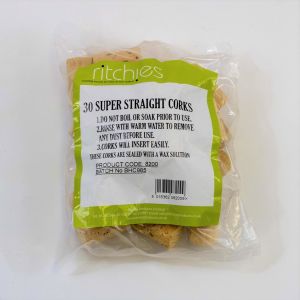 ritchies
30 SUPER STRAIGHT CORKS
1.DO NOT BOIL OR SOAK PRIOR TO USE.
2.RINSE WITH WARM WATER TO REMOVE
ANY DUST BEFORE USE.
3.CORKS WILL INSERT EASILY.
THESE CORKS ARE SEALED WITH A WAX SOLUTION
PRODUCT CODE: 8200
BATCH No BHC985